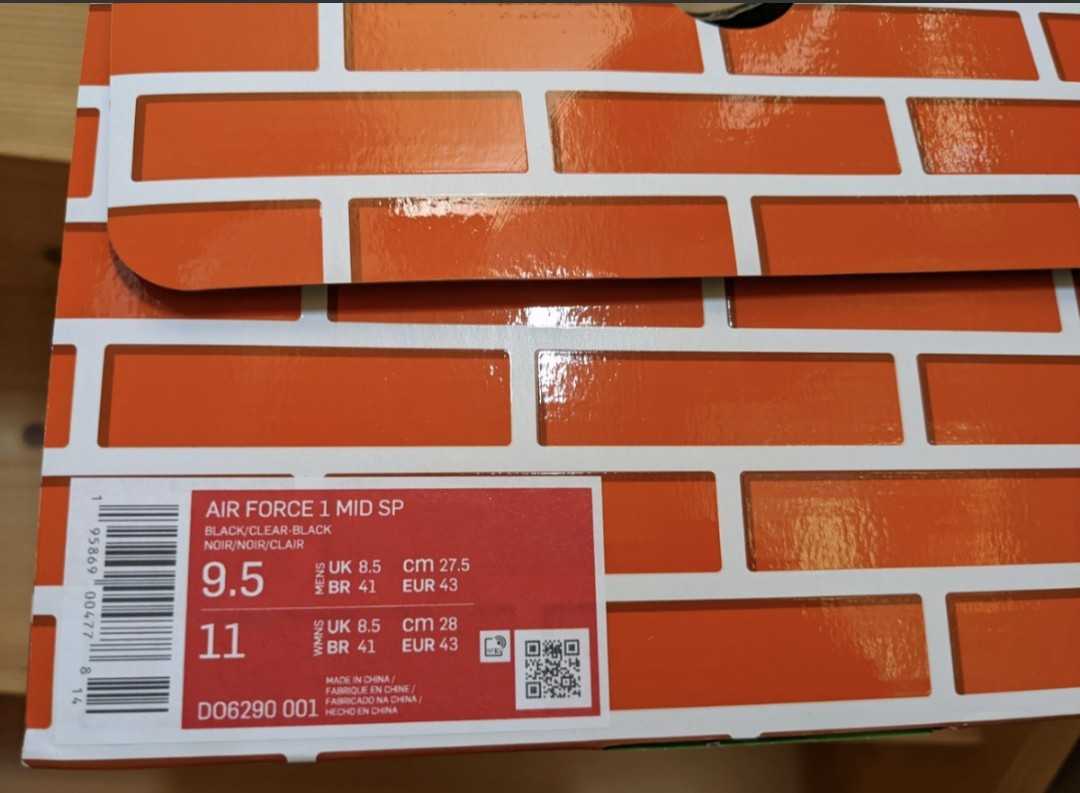 AIR FORCE 1 MID SP
BLACK/CLEAR-BLACK
NOIR/NOIR/CLAIR
9.5
MENS
UK 8.5 cm 27.5
BR 41 EUR 43
11
WMNS
UK 8.5 cm 28
BR 41 EUR 43
MADE IN CHINA /
FABRIQUE EN CHINE /
FABRICADO NA CHINA /
HECHO EN CHINA
DO6290 001
1 95869 00477 8 14